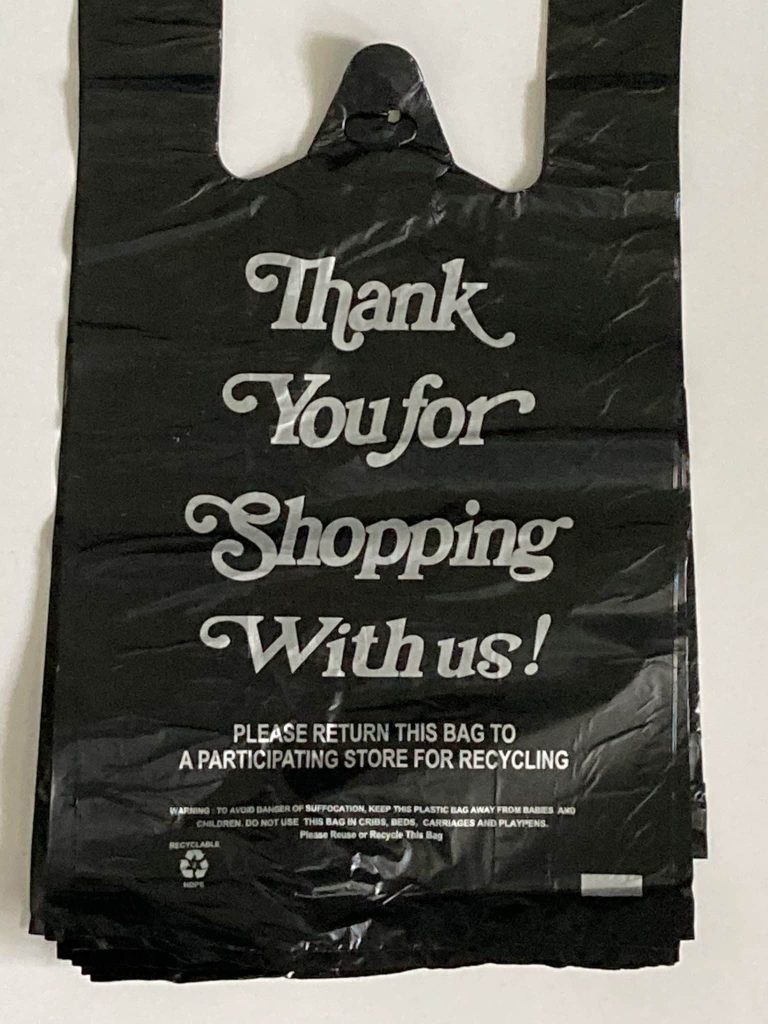 Thank
You for
Shopping
With us!
PLEASE RETURN THIS BAG TO
A PARTICIPATING STORE FOR RECYCLING
WARNING : TO AVOID DANGER OF SUFFOCATION, KEEP THIS PLASTIC BAG AWAY FROM BABIES AND
CHILDREN. DO NOT USE THIS BAG IN CRIBS, BEDS, CARRIAGES AND PLAYPENS.
Please Reuse or Recycle This Bag
RECYCLABLE